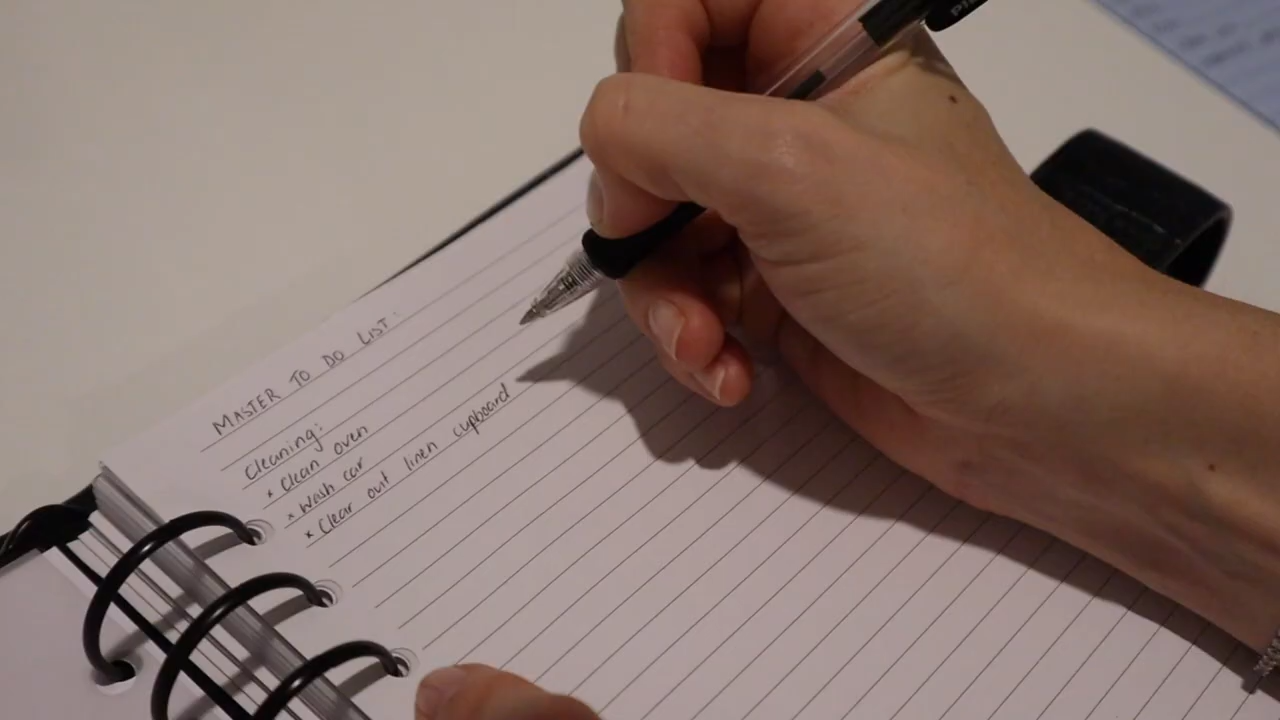 MASTER TO DO LIST:
Cleaning:
* Clean oven
* Wash car
* Clear out linen cupboard